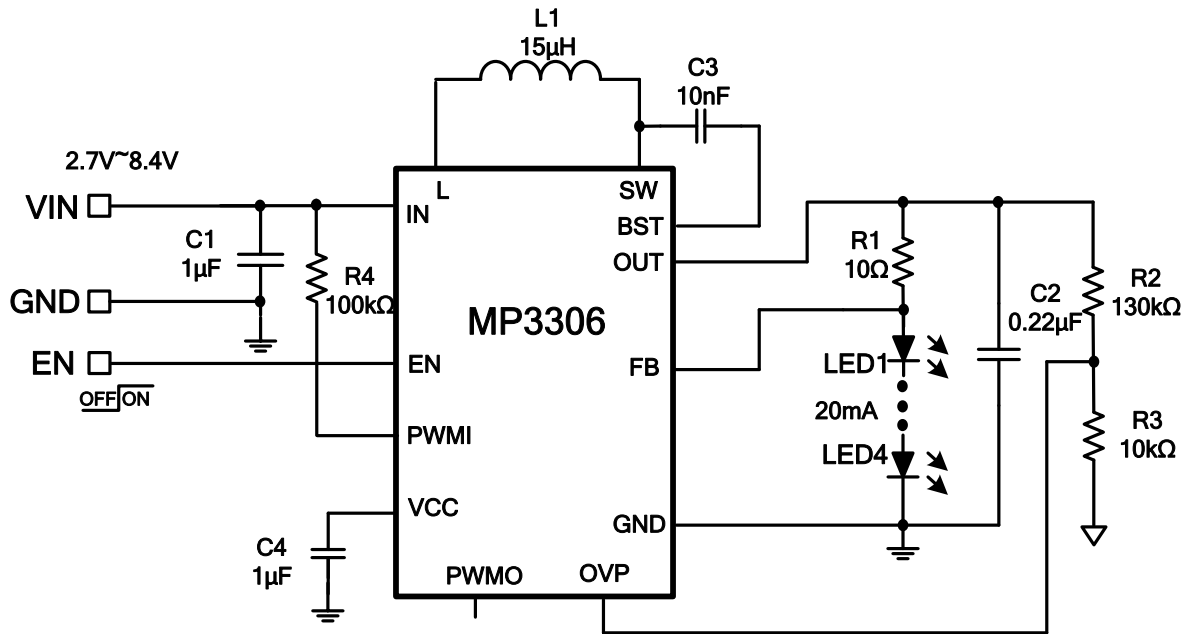 L1
15µH
C3
10nF
2.7V~8.4V
VIN
GND
EN
OFF ON
C1
1µF
R4
100kΩ
L
SW
IN
BST
OUT
MP3306
EN
FB
PWMI
VCC
GND
PWMO
OVP
C4
1µF
R1
10Ω
LED1
20mA
LED4
C2
0.22µF
R2
130kΩ
R3
10kΩ